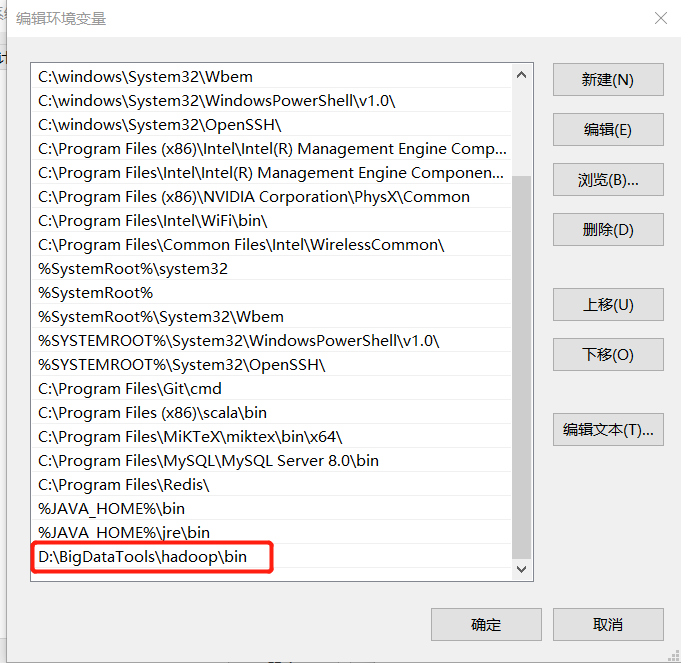 编辑环境变量
C:\windows\System32\Wbem
C:\windows\System32\WindowsPowerShell\v1.0\
C:\windows\System32\OpenSSH\
C:\Program Files (x86)\Intel\Intel(R) Management Engine Comp...
C:\Program Files\Intel\Intel(R) Management Engine Componen...
C:\Program Files (x86)\NVIDIA Corporation\PhysX\Common
C:\Program Files\Intel\WiFi\bin\
C:\Program Files\Common Files\Intel\WirelessCommon\
%SystemRoot%\system32
%SystemRoot%
%SystemRoot%\System32\Wbem
%SYSTEMROOT%\System32\WindowsPowerShell\v1.0\
%SYSTEMROOT%\System32\OpenSSH\
C:\Program Files\Git\cmd
C:\Program Files (x86)\scala\bin
C:\Program Files\MiKTeX\miktex\bin\x64\
C:\Program Files\MySQL\MySQL Server 8.0\bin
C:\Program Files\Redis\
%JAVA_HOME%\bin
%JAVA_HOME%\jre\bin
D:\BigDataTools\hadoop\bin
新建(N)
编辑(E)
浏览(B)...
删除(D)
上移(U)
下移(O)
编辑文本(T)...
确定
取消